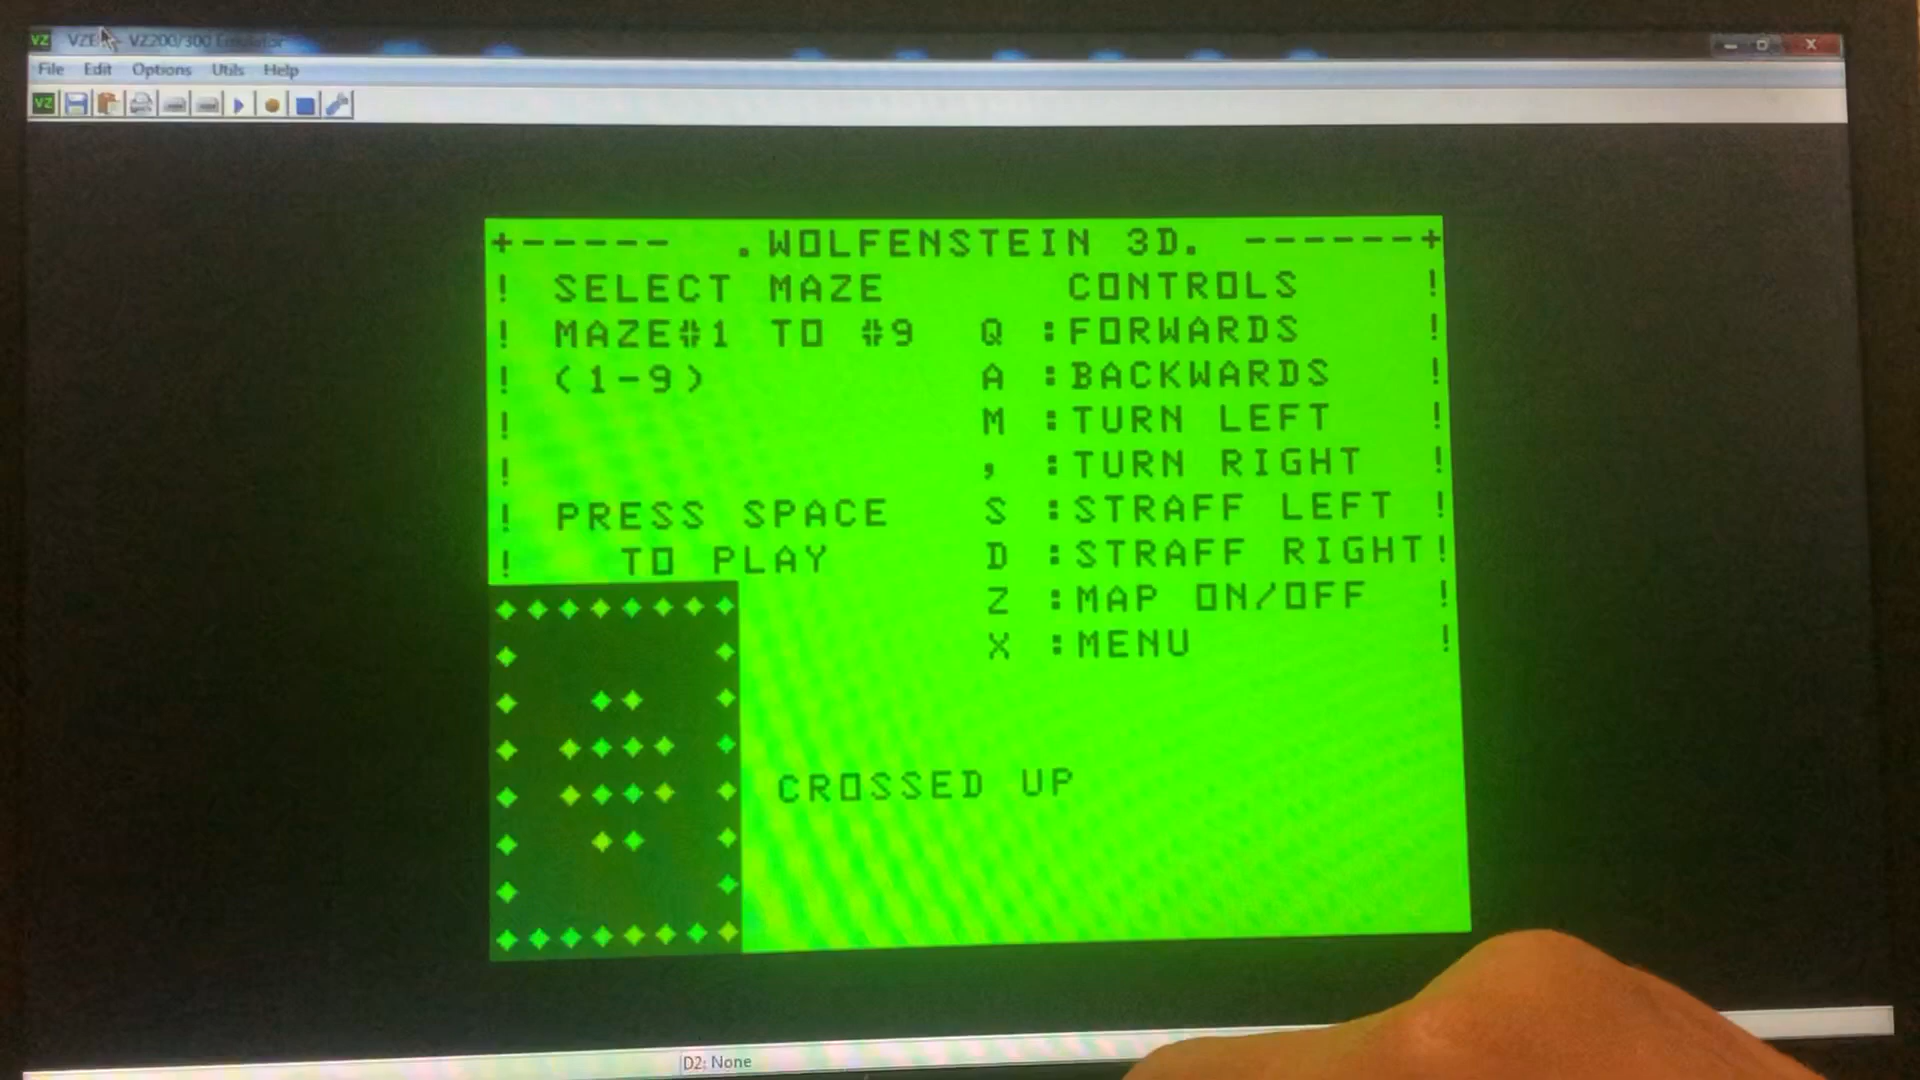 VZ200/300 Emulator
File Edit Options Utils Help
VZ
+----- .WOLFENSTEIN 3D. ------+
! SELECT MAZE CONTROLS !
! MAZE#1 TO #9 Q :FORWARDS !
! (1-9) A :BACKWARDS !
! M :TURN LEFT !
! , :TURN RIGHT !
! PRESS SPACE S :STRAFF LEFT !
! TO PLAY D :STRAFF RIGHT!
Z :MAP ON/OFF !
X :MENU !
CROSSED UP
D2: None